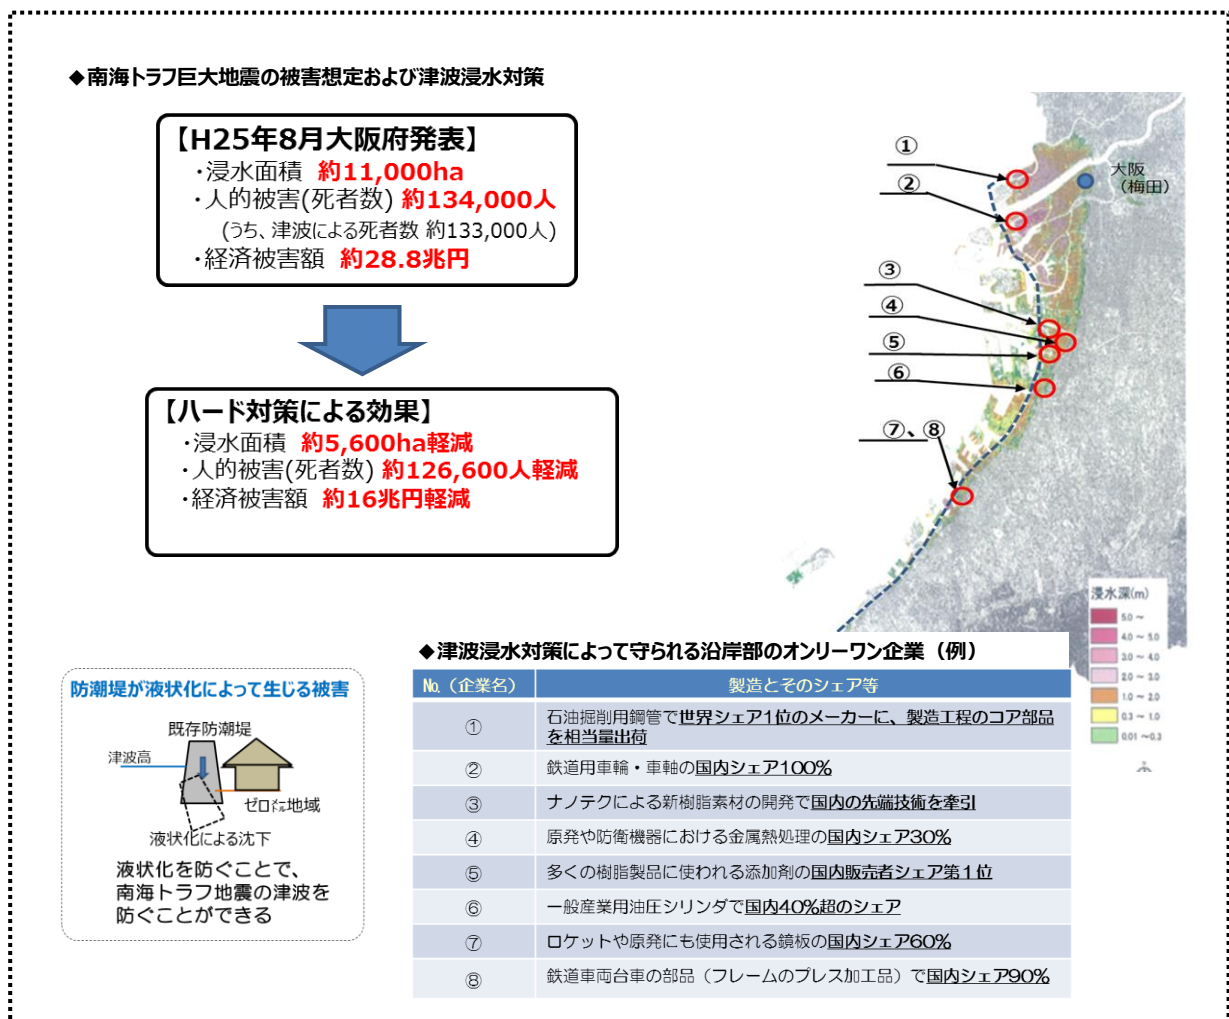 ◆南海トラフ巨大地震の被害想定および津波浸水対策
【H25年8月大阪府発表】
・浸水面積 約11,000ha
・人的被害(死者数) 約134,000人
(うち、津波による死者数 約133,000人)
・経済被害額 約28.8兆円
【ハード対策による効果】
・浸水面積 約5,600ha軽減
・人的被害(死者数) 約126,600人軽減
・経済被害額 約16兆円軽減
①
②
③
④
⑤
⑥
⑦、⑧
大阪
(梅田)
浸水深(m)
5.0 ～
4.0 ～ 5.0
3.0 ～ 4.0
2.0 ～ 3.0
1.0 ～ 2.0
0.3 ～ 1.0
0.01 ～0.3
防潮堤が液状化によって生じる被害
既存防潮堤
津波高
ゼロ㍍地域
液状化による沈下
液状化を防ぐことで、
南海トラフ地震の津波を
防ぐことができる
◆津波浸水対策によって守られる沿岸部のオンリーワン企業（例）
№（企業名） 製造とそのシェア等
① 石油掘削用鋼管で世界シェア1位のメーカーに、製造工程のコア部品
を相当量出荷
② 鉄道用車輪・車軸の国内シェア100%
③ ナノテクによる新樹脂素材の開発で国内の先端技術を牽引
④ 原発や防衛機器における金属熱処理の国内シェア30%
⑤ 多くの樹脂製品に使われる添加剤の国内販売者シェア第1位
⑥ 一般産業用油圧シリンダで国内40%超のシェア
⑦ ロケットや原発にも使用される鏡板の国内シェア60%
⑧ 鉄道車両台車の部品（フレームのプレス加工品）で国内シェア90%